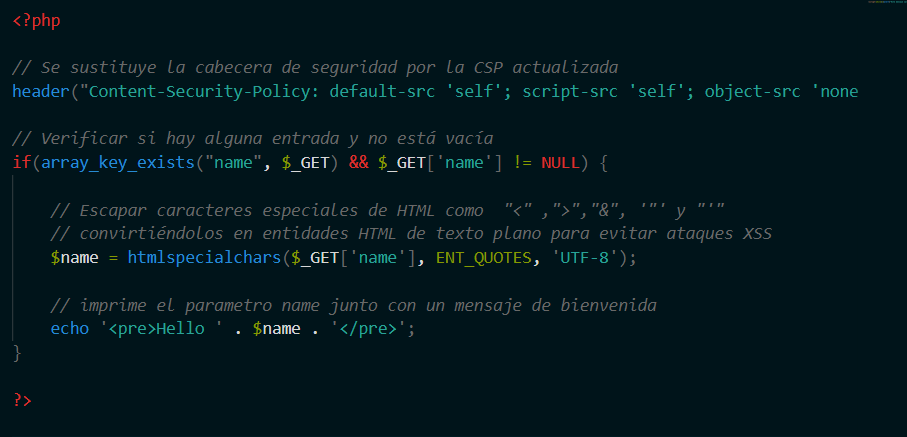 <?php
// Se sustituye la cabecera de seguridad por la CSP actualizada
header("Content-Security-Policy: default-src 'self'; script-src 'self'; object-src 'none
// Verificar si hay alguna entrada y no está vacía
if(array_key_exists("name", $_GET) && $_GET['name'] != NULL) {
// Escapar caracteres especiales de HTML como  "<" ,">","&", '"' y "'"
// convirtiéndolos en entidades HTML de texto plano para evitar ataques XSS
$name = htmlspecialchars($_GET['name'], ENT_QUOTES, 'UTF-8');
// imprime el parametro name junto con un mensaje de bienvenida
echo '<pre>Hello ' . $name . '</pre>';
}
?>